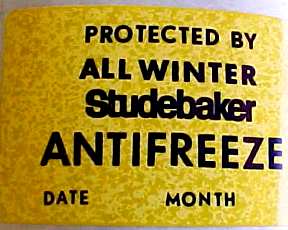 PROTECTED BY
ALL WINTER
Studebaker
ANTIFREEZE
DATE MONTH